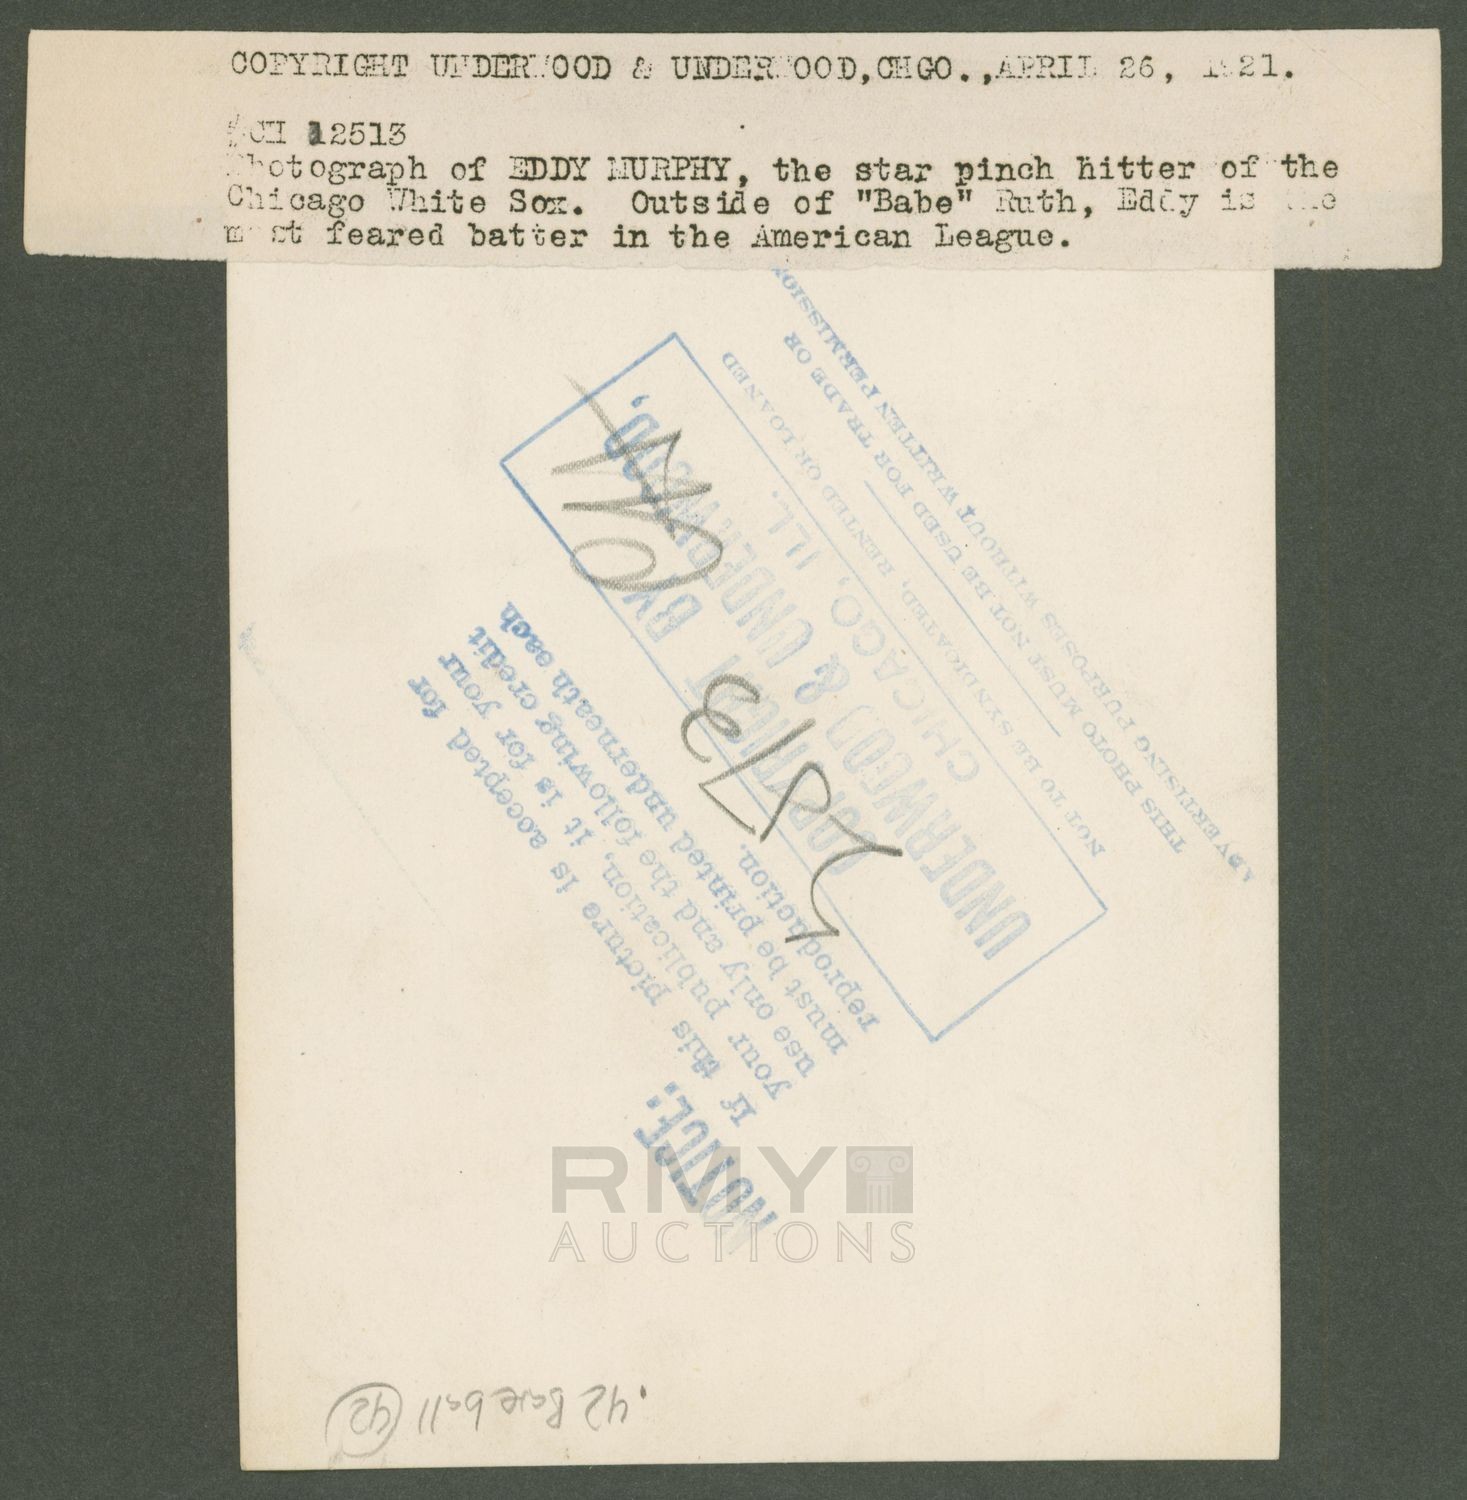 COPYRIGHT UNDERWOOD & UNDERWOOD,CHGO.,APRIL 26, 1921.
#CH 12513
Photograph of EDDY MURPHY, the star pinch hitter of the
Chicago White Sox.  Outside of "Babe" Ruth, Eddy is the
most feared batter in the American League.
COPYRIGHT BY
UNDERWOOD & UNDERWOOD,
CHICAGO, ILL.
NOT TO BE SYNDICATED, RENTED OR LOANED
THIS PHOTO MUST NOT BE USED FOR TRADE OR
ADVERTISING PURPOSES WITHOUT WRITTEN PERMISSION
NOTICE:
If this picture is accepted for
your publication, it is for your
use only and the following credit
must be printed underneath each
reproduction.
RMY
AUCTIONS
42 Baseball 42